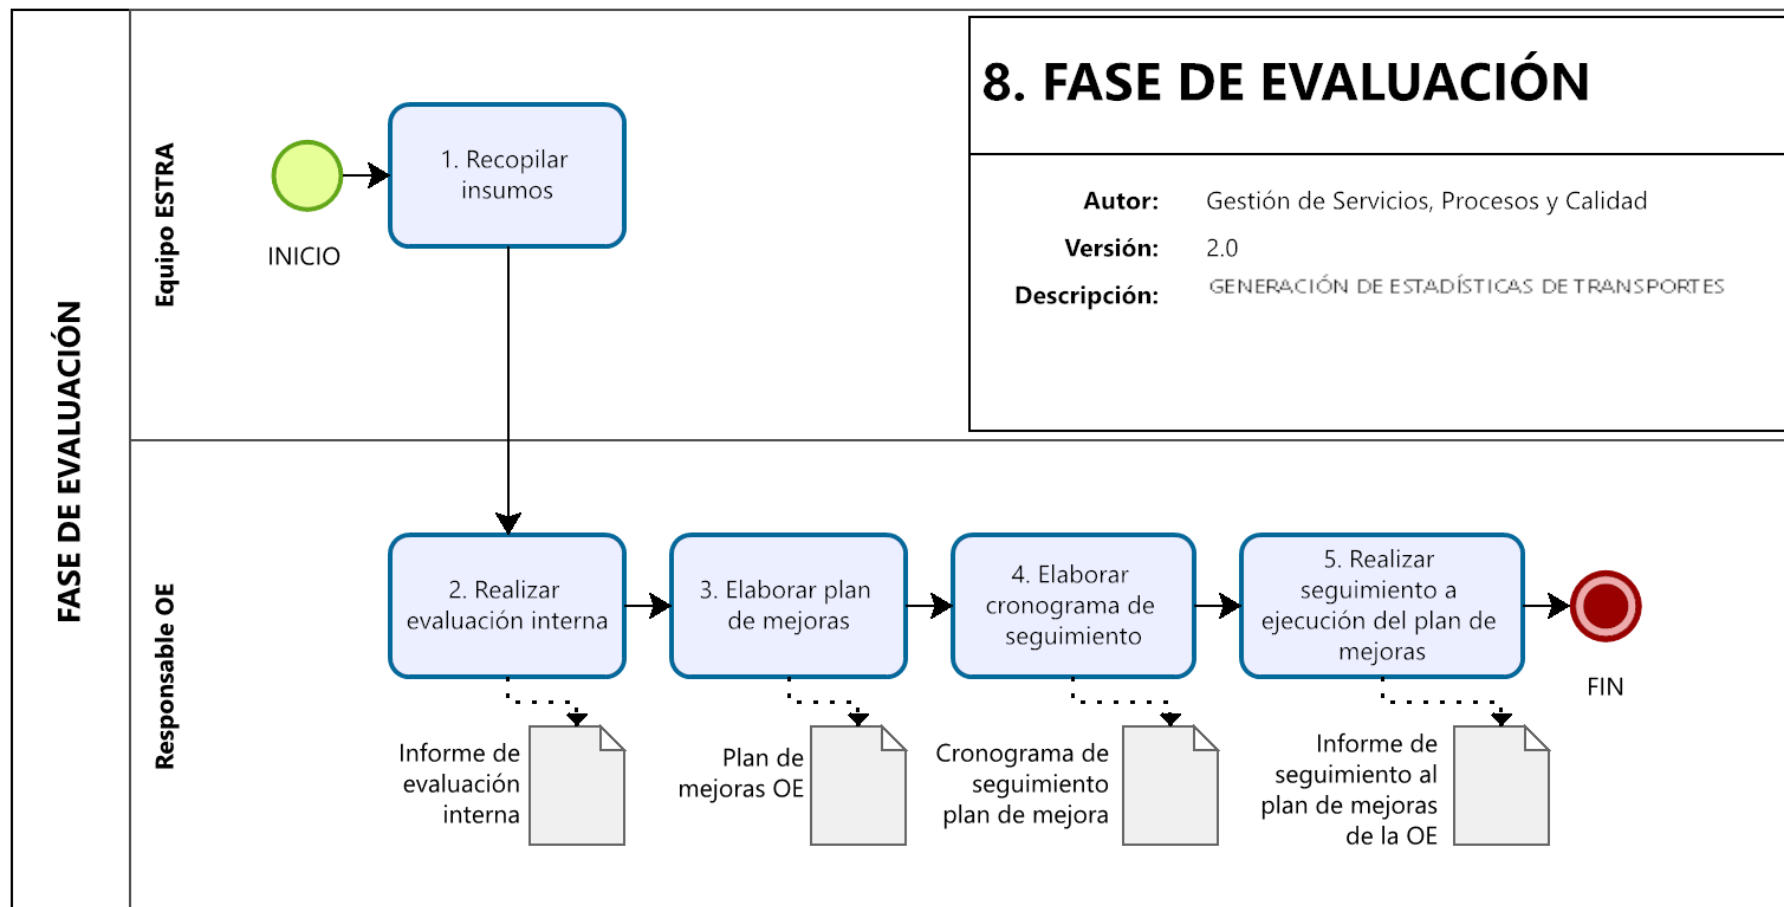 8. FASE DE EVALUACIÓN
Autor: Gestión de Servicios, Procesos y Calidad
Versión: 2.0
Descripción: GENERACIÓN DE ESTADÍSTICAS DE TRANSPORTES
FASE DE EVALUACIÓN
Equipo ESTRA
INICIO
1. Recopilar
insumos
Responsable OE
2. Realizar
evaluación interna
3. Elaborar plan
de mejoras
4. Elaborar
cronograma de
seguimiento
5. Realizar
seguimiento a
ejecución del plan de
mejoras
FIN
Informe de
evaluación
interna
Plan de
mejoras OE
Cronograma de
seguimiento
plan de mejora
Informe de
seguimiento al
plan de mejoras
de la OE